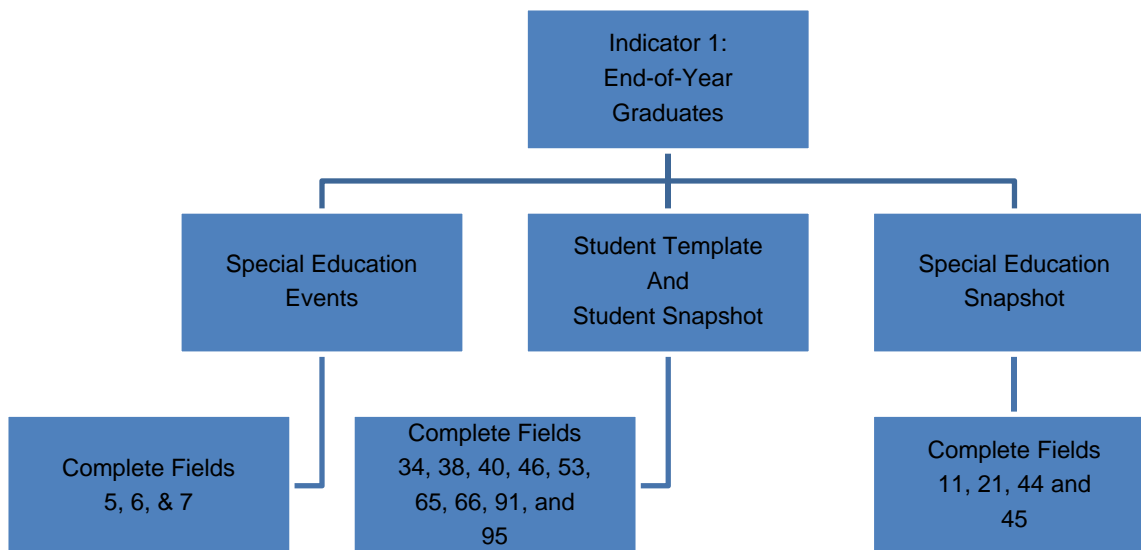 Indicator 1:
End-of-Year
Graduates
Special Education
Events
Student Template
And
Student Snapshot
Special Education
Snapshot
Complete Fields
5, 6, & 7
Complete Fields
34, 38, 40, 46, 53,
65, 66, 91, and
95
Complete Fields
11, 21, 44 and
45